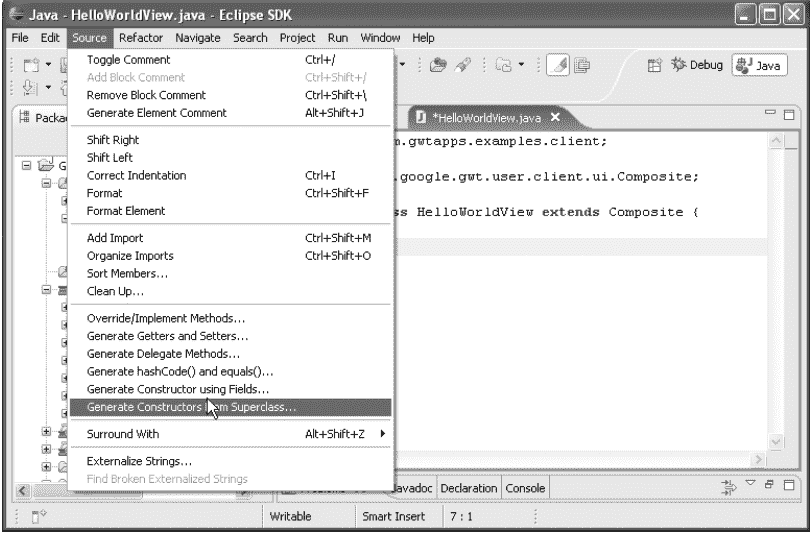 Java - HelloWorldView.java - Eclipse SDK
File Edit Source Refactor Navigate Search Project Run Window Help
Toggle Comment Ctrl+/
Add Block Comment Ctrl+Shift+/
Remove Block Comment Ctrl+Shift+\
Generate Element Comment Alt+Shift+J
Shift Right
Shift Left
Correct Indentation Ctrl+I
Format Ctrl+Shift+F
Format Element
Add Import Ctrl+Shift+M
Organize Imports Ctrl+Shift+O
Sort Members...
Clean Up...
Override/Implement Methods...
Generate Getters and Setters...
Generate Delegate Methods...
Generate hashCode() and equals()...
Generate Constructor using Fields...
Generate Constructors from Superclass...
Surround With Alt+Shift+Z
Externalize Strings...
Find Broken Externalized Strings
Debug Java
Packa
G
*HelloWorldView.java
m.gwtapps.examples.client;
.google.gwt.user.client.ui.Composite;
ss HelloWorldView extends Composite {
Javadoc Declaration Console
Writable Smart Insert 7 : 1